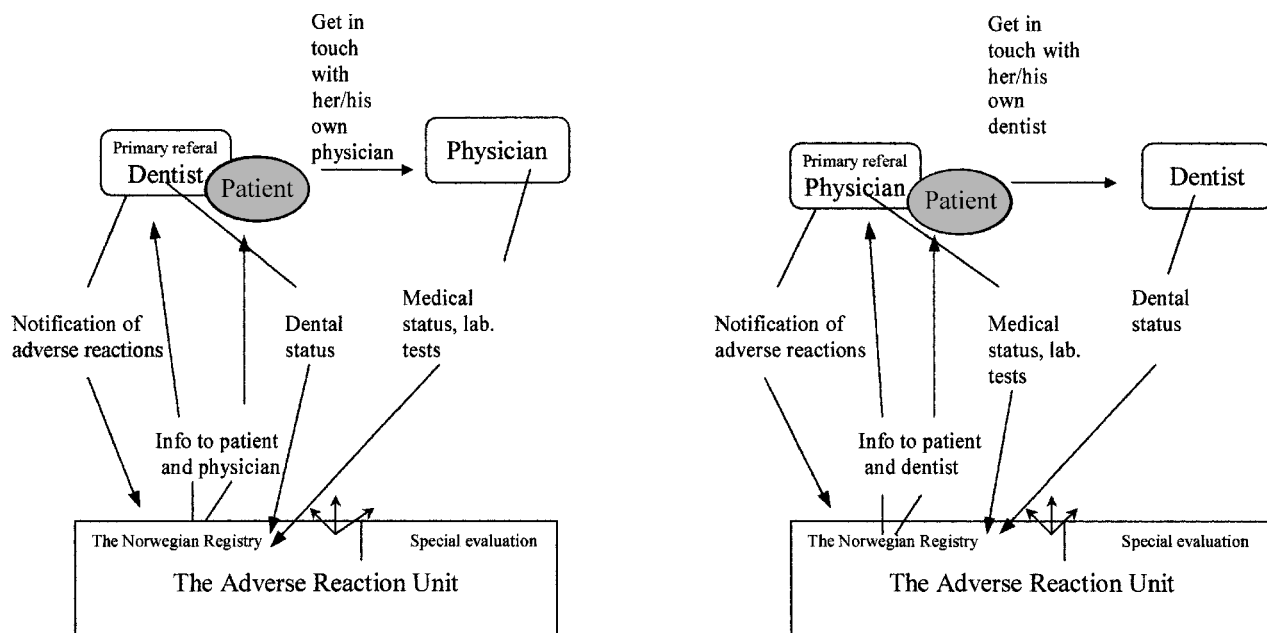 Get in
touch
with
her/his
own
physician
Primary referal
Dentist
Patient
Physician
Notification of
adverse reactions
Dental
status
Medical
status, lab.
tests
Info to patient
and physician
The Norwegian Registry
Special evaluation
The Adverse Reaction Unit
Get in
touch with
her/his
own
dentist
Primary referal
Physician
Patient
Dentist
Notification of
adverse reactions
Medical
status, lab.
tests
Dental
status
Info to patient
and dentist
The Norwegian Registry
Special evaluation
The Adverse Reaction Unit